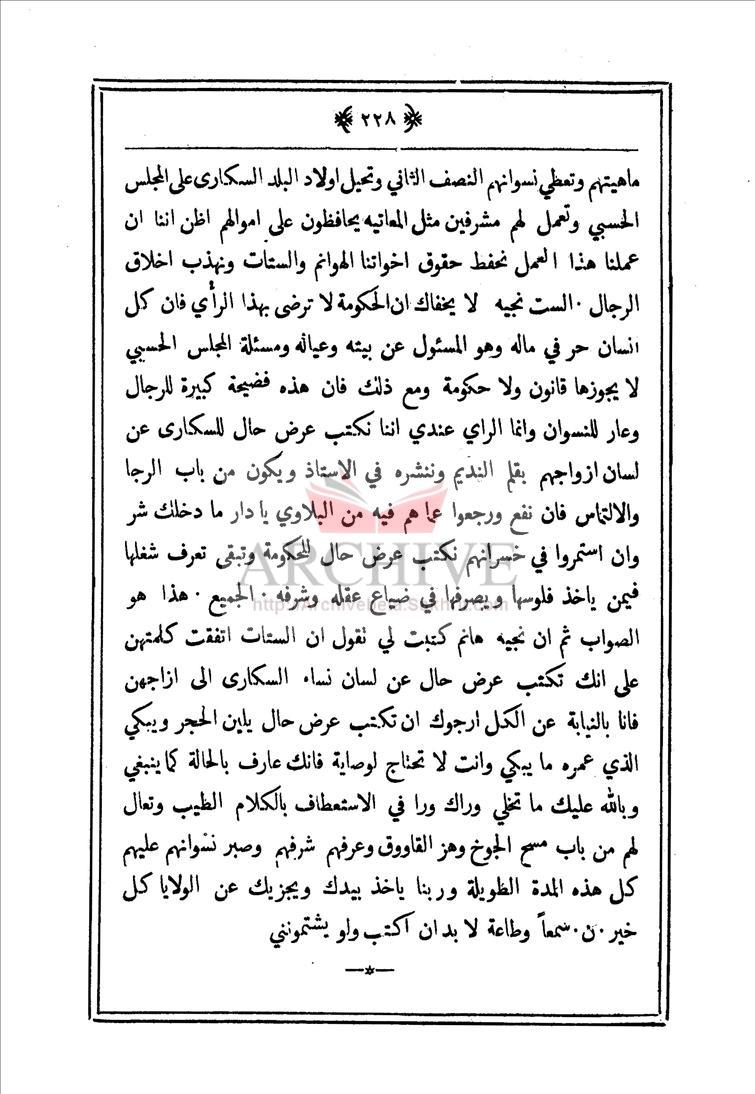 ﴿ ٢٢٨ ﴾
ماهيتهم وتعطي نسوانهم النصف الثاني وتحيل اولاد البلد السكارى على المجلس
الحسبي وتعمل لهم مشرفين مثل المعاتيه يحافظون على اموالهم اظن اننا ان
عملنا هذا العمل نحفظ حقوق اخواتنا الهوانم والستات ونهذب اخلاق
الرجال . الست نجيه لا يخفاك ان الحكومة لا ترضى بهذا الرأي فان كل
انسان حر في ماله وهو المسئول عن بيته وعياله ومسئلة المجلس الحسبي
لا يجوزها قانون ولا حكومة ومع ذلك فان هذه فضيحة كبيرة للرجال
وعار للنسوان وانما الراي عندي اننا نكتب عرض حال للسكارى عن
لسان ازواجهم بقلم النديم وننشره في الاستاذ ويكون من باب الرجا
والالتماس فان نفع ورجعوا عما هم فيه من البلاوي يا دار ما دخلك شر
وان استمروا في خسرانهم نكتب عرض حال للحكومة وتبقى تعرف شغلها
فيمن ياخذ فلوسها ويصرفها في ضياع عقله وشرفه . الجميع . هذا هو
الصواب ثم ان نجيه هانم كتبت لي نقول ان الستات اتفقت كلمتهن
على انك تكتب عرض حال عن لسان نساء السكارى الى ازاجهن
فانا بالنيابة عن الكل ارجوك ان تكتب عرض حال يلين الحجر ويبكي
الذي عمره ما يبكي وانت لا تحتاج لوصاية فانك عارف بالحالة كما ينبغي
وبالله عليك ما تخلي وراك ورا في الاستعطاف بالكلام الطيب وتعال
لهم من باب مسح الجوخ وهز القاووق وعرفهم شرفهم وصبر نسوانهم عليهم
كل هذه المدة الطويلة وربنا ياخذ بيدك ويجزيك عن الولايا كل
خير . ن . سمعاً وطاعة لا بد ان اكتب ولو يشتمونني
ARCHIVE